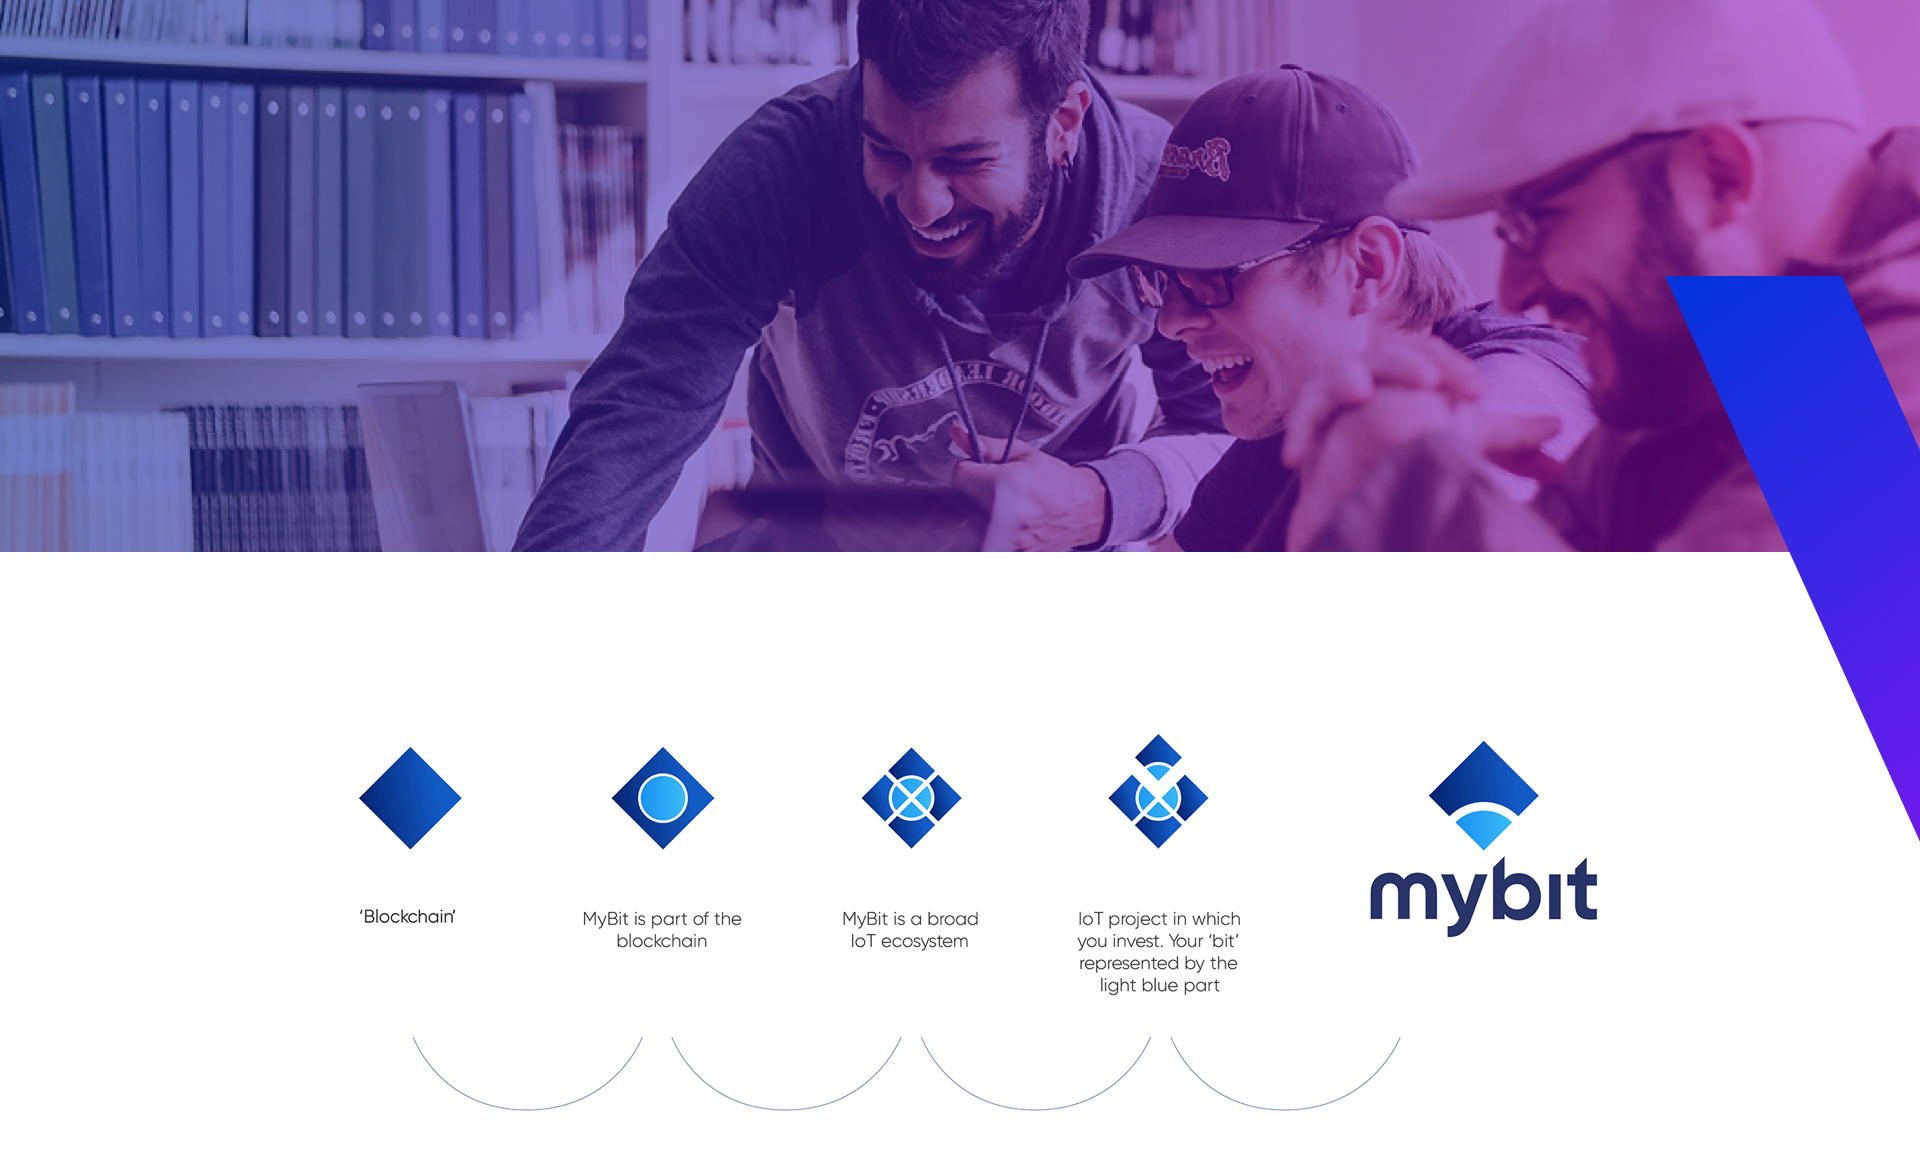 ‘Blockchain’
MyBit is part of the
blockchain
MyBit is a broad
IoT ecosystem
IoT project in which
you invest. Your ‘bit’
represented by the
light blue part
mybit